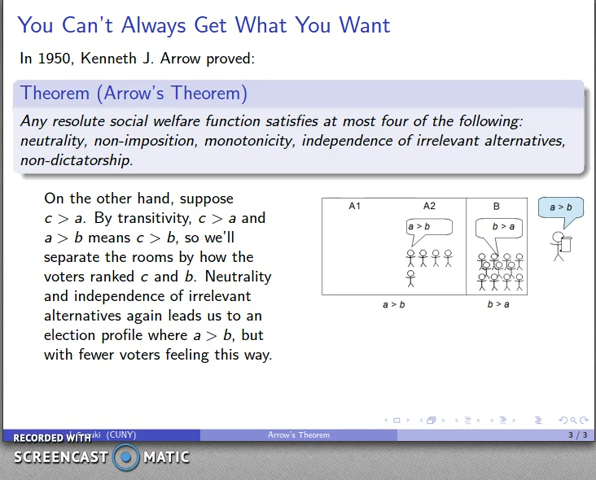 You Can't Always Get What You Want
In 1950, Kenneth J. Arrow proved:
Theorem (Arrow's Theorem)
Any resolute social welfare function satisfies at most four of the following:
neutrality, non-imposition, monotonicity, independence of irrelevant alternatives,
non-dictatorship.
On the other hand, suppose
c > a. By transitivity, c > a and
a > b means c > b, so we'll
separate the rooms by how the
voters ranked c and b. Neutrality
and independence of irrelevant
alternatives again leads us to an
election profile where a > b, but
with fewer voters feeling this way.
A1 A2 B
a > b
a > b b > a
a > b b > a
(CUNY) Arrow's Theorem 3 / 3
RECORDED WITH
SCREENCAST MATIC